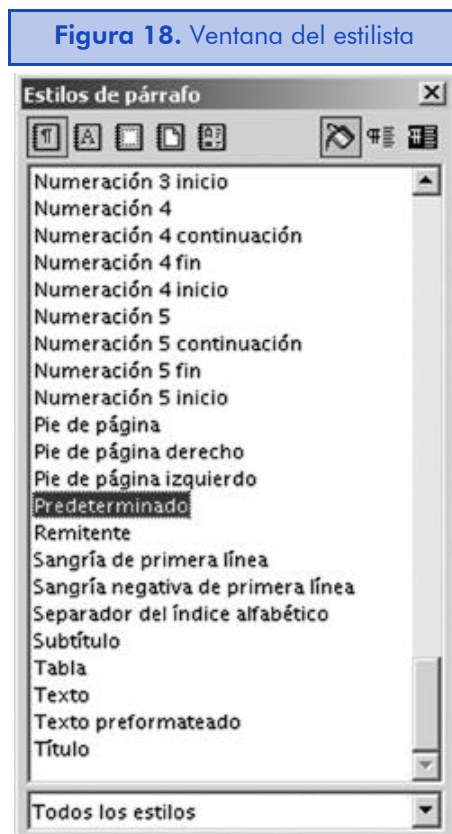 Figura 18. Ventana del estilista
Estilos de párrafo
Numeración 3 inicio
Numeración 4
Numeración 4 continuación
Numeración 4 fin
Numeración 4 inicio
Numeración 5
Numeración 5 continuación
Numeración 5 fin
Numeración 5 inicio
Pie de página
Pie de página derecho
Pie de página izquierdo
Predeterminado
Remitente
Sangría de primera línea
Sangría negativa de primera línea
Separador del índice alfabético
Subtítulo
Tabla
Texto
Texto preformateado
Título
Todos los estilos